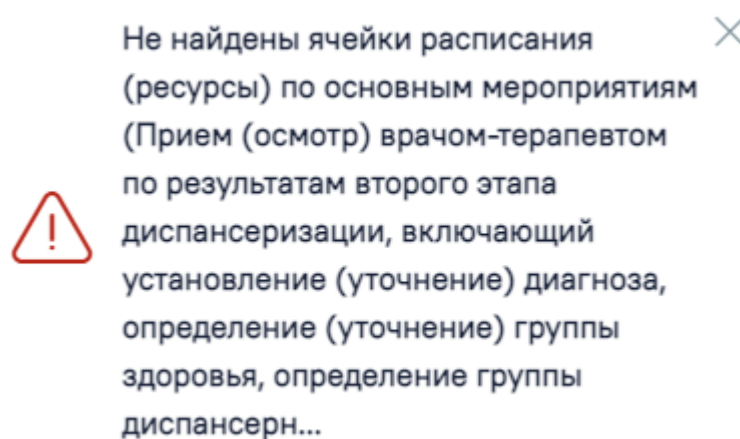 Не найдены ячейки расписания
(ресурсы) по основным мероприятиям
(Прием (осмотр) врачом-терапевтом
по результатам второго этапа
диспансеризации, включающий
установление (уточнение) диагноза,
определение (уточнение) группы
здоровья, определение группы
диспансерн...